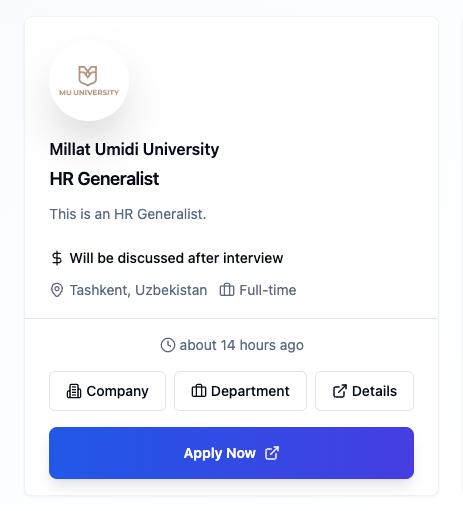 MU UNIVERSITY
Millat Umidi University
HR Generalist
This is an HR Generalist.
Will be discussed after interview
Tashkent, Uzbekistan Full-time
about 14 hours ago
Company Department Details
Apply Now